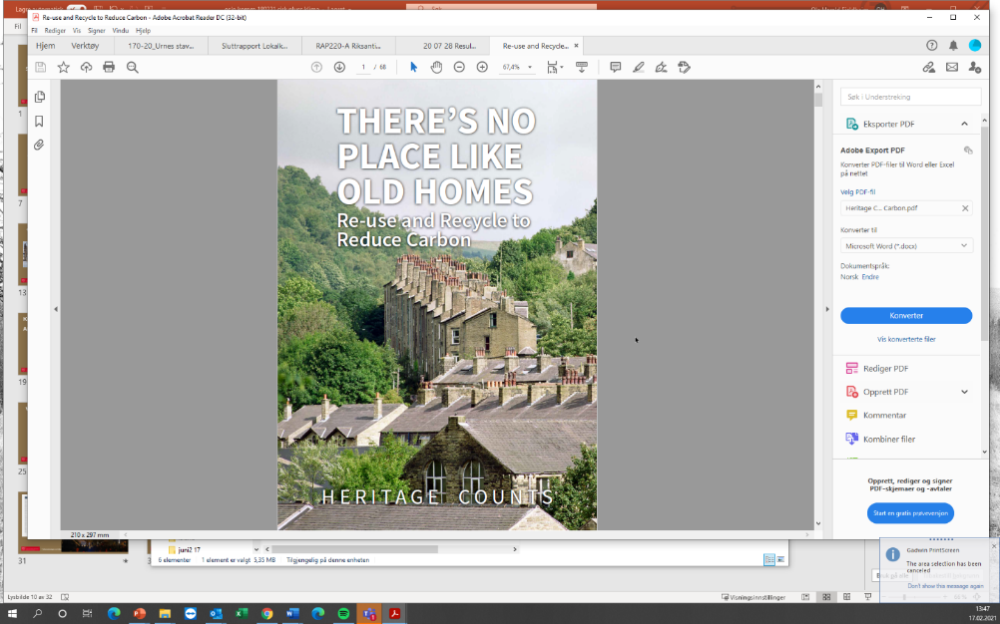 Re-use and Recycle to Reduce Carbon - Adobe Acrobat Reader DC (32-bit)
Fil Rediger Vis Signer Vindu Hjelp
Hjem Verktøy 170-20_Urnes stav... Sluttrapport Lokalk... RAP220-A Riksanti... 20 07 28 Resul... Re-use and Recycle... ×
1 / 68 67,4%
THERE'S NO
PLACE LIKE
OLD HOMES
Re-use and Recycle to
Reduce Carbon
HERITAGE COUNTS
210 x 297 mm
Søk i Understreking
Eksporter PDF
Adobe Export PDF
Konverter PDF-filer til Word eller Excel
på nettet
Velg PDF-fil
Heritage C... Carbon.pdf
Konverter til
Microsoft Word (*.docx)
Dokumentspråk:
Norsk Endre
Konverter
Vis konverterte filer
Rediger PDF
Opprett PDF
Kommentar
Kombiner filer
Opprett, rediger og signer
PDF-skjemaer og -avtaler
Start en gratis prøveversjon
1
7
13
19
25
31
juni2 17
6 elementer 1 element er valgt 5,35 MB Tilgjengelig på denne enheten
Gadwin PrintScreen
The area selection has been
canceled
Don't show this message again
Lysbilde 10 av 32
Visningsinnstillinger
13:47
17.02.2021